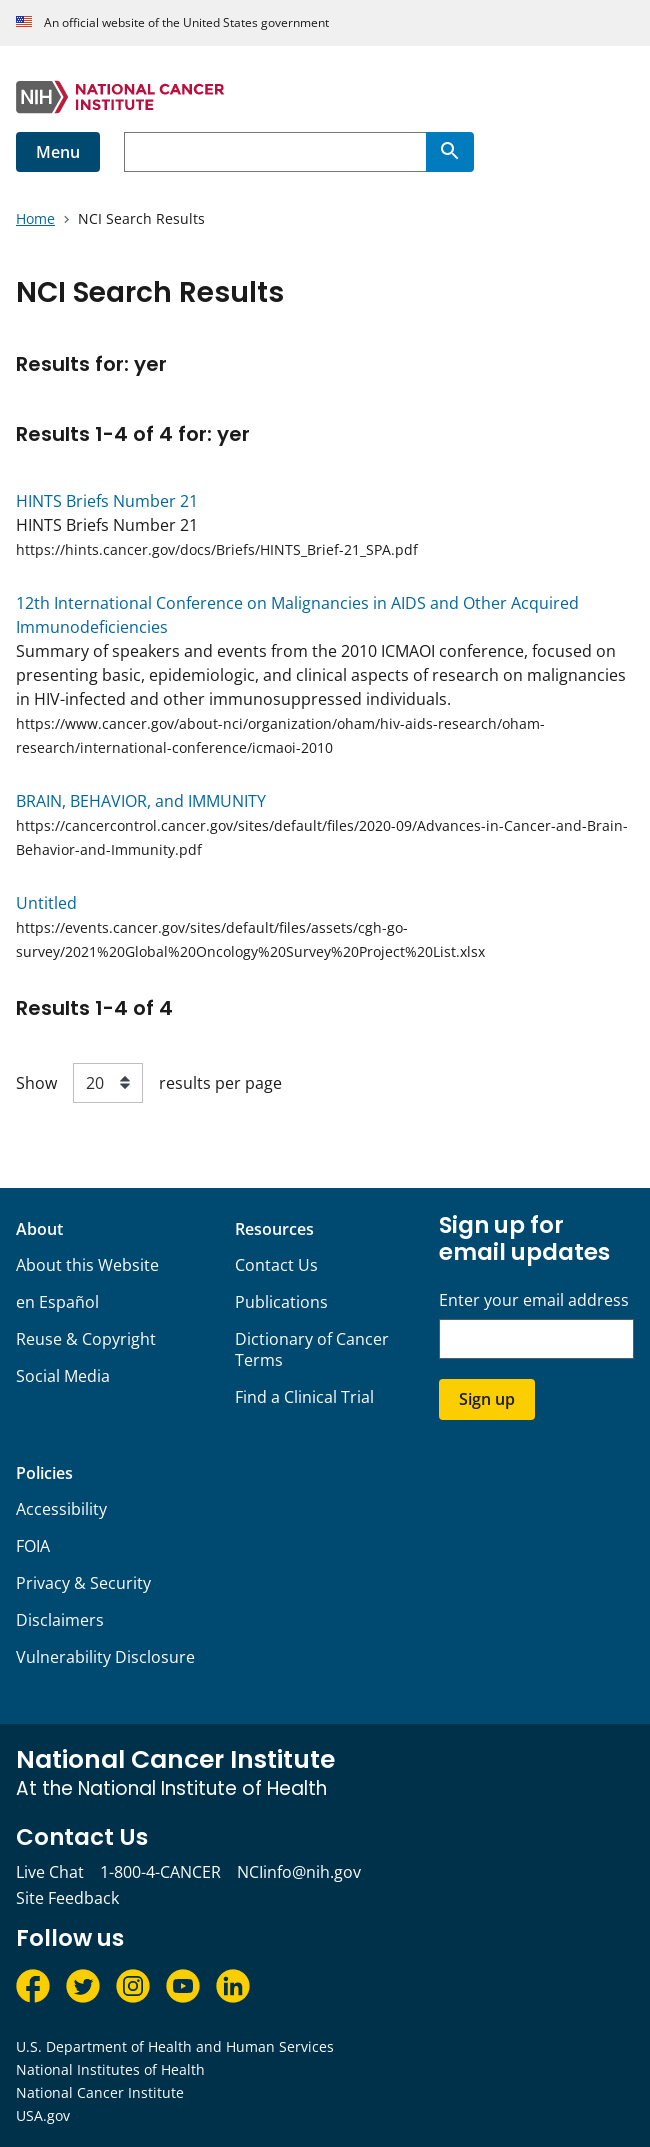 An official website of the United States government
NIH NATIONAL CANCER
INSTITUTE
Menu
Home > NCI Search Results
NCI Search Results
Results for: yer
Results 1-4 of 4 for: yer
HINTS Briefs Number 21
HINTS Briefs Number 21
https://hints.cancer.gov/docs/Briefs/HINTS_Brief-21_SPA.pdf
12th International Conference on Malignancies in AIDS and Other Acquired
Immunodeficiencies
Summary of speakers and events from the 2010 ICMAOI conference, focused on
presenting basic, epidemiologic, and clinical aspects of research on malignancies
in HIV-infected and other immunosuppressed individuals.
https://www.cancer.gov/about-nci/organization/oham/hiv-aids-research/oham-
research/international-conference/icmaoi-2010
BRAIN, BEHAVIOR, and IMMUNITY
https://cancercontrol.cancer.gov/sites/default/files/2020-09/Advances-in-Cancer-and-Brain-
Behavior-and-Immunity.pdf
Untitled
https://events.cancer.gov/sites/default/files/assets/cgh-go-
survey/2021%20Global%20Oncology%20Survey%20Project%20List.xlsx
Results 1-4 of 4
Show 20 results per page
About
About this Website
en Español
Reuse & Copyright
Social Media
Resources
Contact Us
Publications
Dictionary of Cancer
Terms
Find a Clinical Trial
Sign up for
email updates
Enter your email address
Sign up
Policies
Accessibility
FOIA
Privacy & Security
Disclaimers
Vulnerability Disclosure
National Cancer Institute
At the National Institute of Health
Contact Us
Live Chat 1-800-4-CANCER NCIinfo@nih.gov
Site Feedback
Follow us
U.S. Department of Health and Human Services
National Institutes of Health
National Cancer Institute
USA.gov